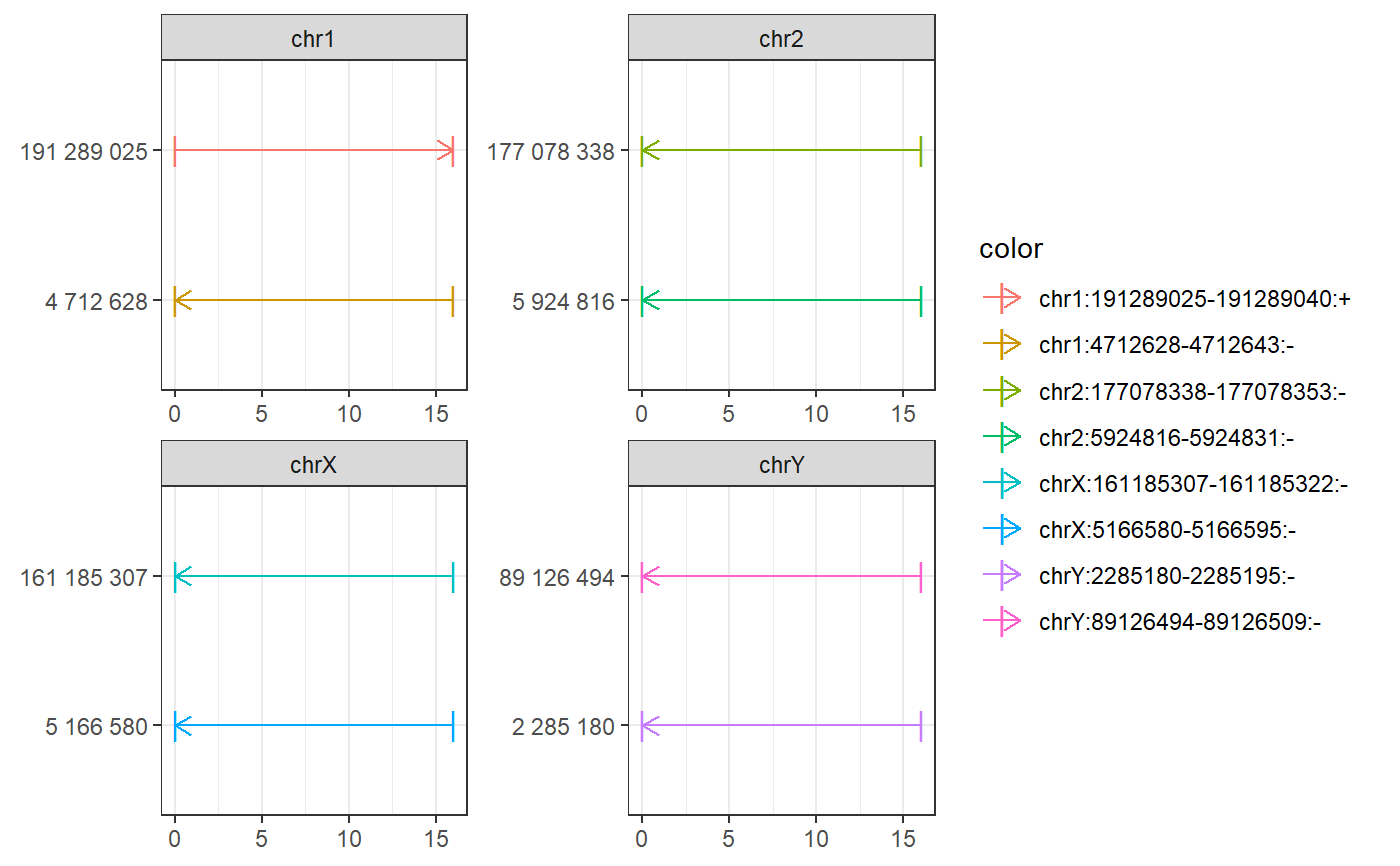 chr1
191 289 025
4 712 628
0 5 10 15
chr2
177 078 338
5 924 816
0 5 10 15
chrX
161 185 307
5 166 580
0 5 10 15
chrY
89 126 494
2 285 180
0 5 10 15
color
chr1:191289025-191289040:+
chr1:4712628-4712643:-
chr2:177078338-177078353:-
chr2:5924816-5924831:-
chrX:161185307-161185322:-
chrX:5166580-5166595:-
chrY:2285180-2285195:-
chrY:89126494-89126509:-